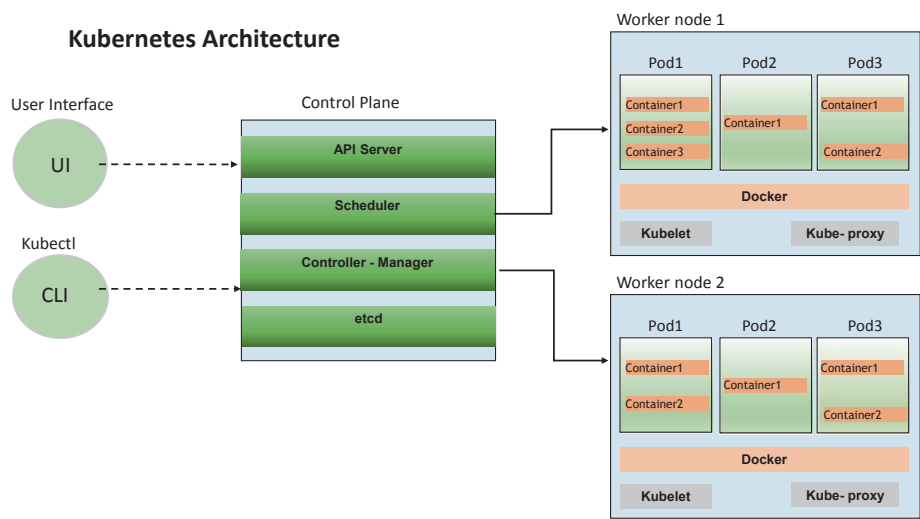 Kubernetes Architecture
User Interface
UI
Kubectl
CLI
Control Plane
API Server
Scheduler
Controller - Manager
etcd
Worker node 1
Pod1
Container1
Container2
Container3
Pod2
Container1
Pod3
Container1
Container2
Docker
Kubelet
Kube- proxy
Worker node 2
Pod1
Container1
Container2
Pod2
Container1
Pod3
Container1
Container2
Docker
Kubelet
Kube- proxy